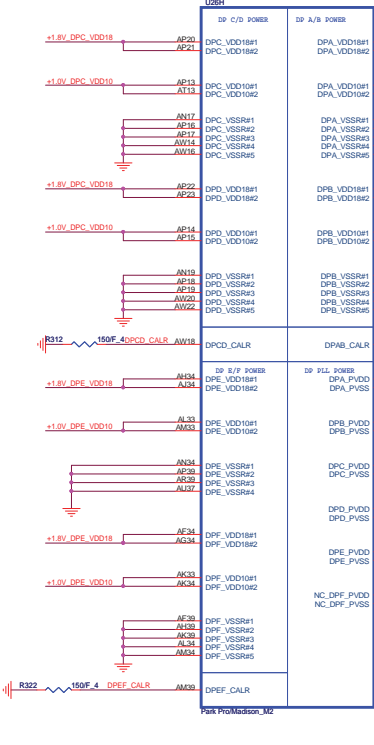 U26H
DP C/D POWER DP A/B POWER
+1.8V_DPC_VDD18 AP20 DPC_VDD18#1 DPA_VDD18#1
AP21 DPC_VDD18#2 DPA_VDD18#2
+1.0V_DPC_VDD10 AP13 DPC_VDD10#1 DPA_VDD10#1
AT13 DPC_VDD10#2 DPA_VDD10#2
AN17 DPC_VSSR#1 DPA_VSSR#1
AP16 DPC_VSSR#2 DPA_VSSR#2
AP17 DPC_VSSR#3 DPA_VSSR#3
AW14 DPC_VSSR#4 DPA_VSSR#4
AW16 DPC_VSSR#5 DPA_VSSR#5
+1.8V_DPC_VDD18 AP22 DPD_VDD18#1 DPB_VDD18#1
AP23 DPD_VDD18#2 DPB_VDD18#2
+1.0V_DPC_VDD10 AP14 DPD_VDD10#1 DPB_VDD10#1
AP15 DPD_VDD10#2 DPB_VDD10#2
AN19 DPD_VSSR#1 DPB_VSSR#1
AP18 DPD_VSSR#2 DPB_VSSR#2
AP19 DPD_VSSR#3 DPB_VSSR#3
AW20 DPD_VSSR#4 DPB_VSSR#4
AW22 DPD_VSSR#5 DPB_VSSR#5
R312 150/F_4 DPCD_CALR AW18 DPCD_CALR DPAB_CALR
DP E/F POWER DP PLL POWER
+1.8V_DPE_VDD18 AH34 DPE_VDD18#1 DPA_PVDD
AJ34 DPE_VDD18#2 DPA_PVSS
+1.0V_DPE_VDD10 AL33 DPE_VDD10#1 DPB_PVDD
AM33 DPE_VDD10#2 DPB_PVSS
AN34 DPE_VSSR#1 DPC_PVDD
AP39 DPE_VSSR#2 DPC_PVSS
AR39 DPE_VSSR#3
AU37 DPE_VSSR#4
DPD_PVDD
DPD_PVSS
+1.8V_DPE_VDD18 AF34 DPF_VDD18#1
AG34 DPF_VDD18#2
DPE_PVDD
DPE_PVSS
+1.0V_DPE_VDD10 AK33 DPF_VDD10#1
AK34 DPF_VDD10#2
NC_DPF_PVDD
NC_DPF_PVSS
AF39 DPF_VSSR#1
AH39 DPF_VSSR#2
AK39 DPF_VSSR#3
AL34 DPF_VSSR#4
AM34 DPF_VSSR#5
R322 150/F_4 DPEF_CALR AM39 DPEF_CALR
Park Pro/Madison_M2